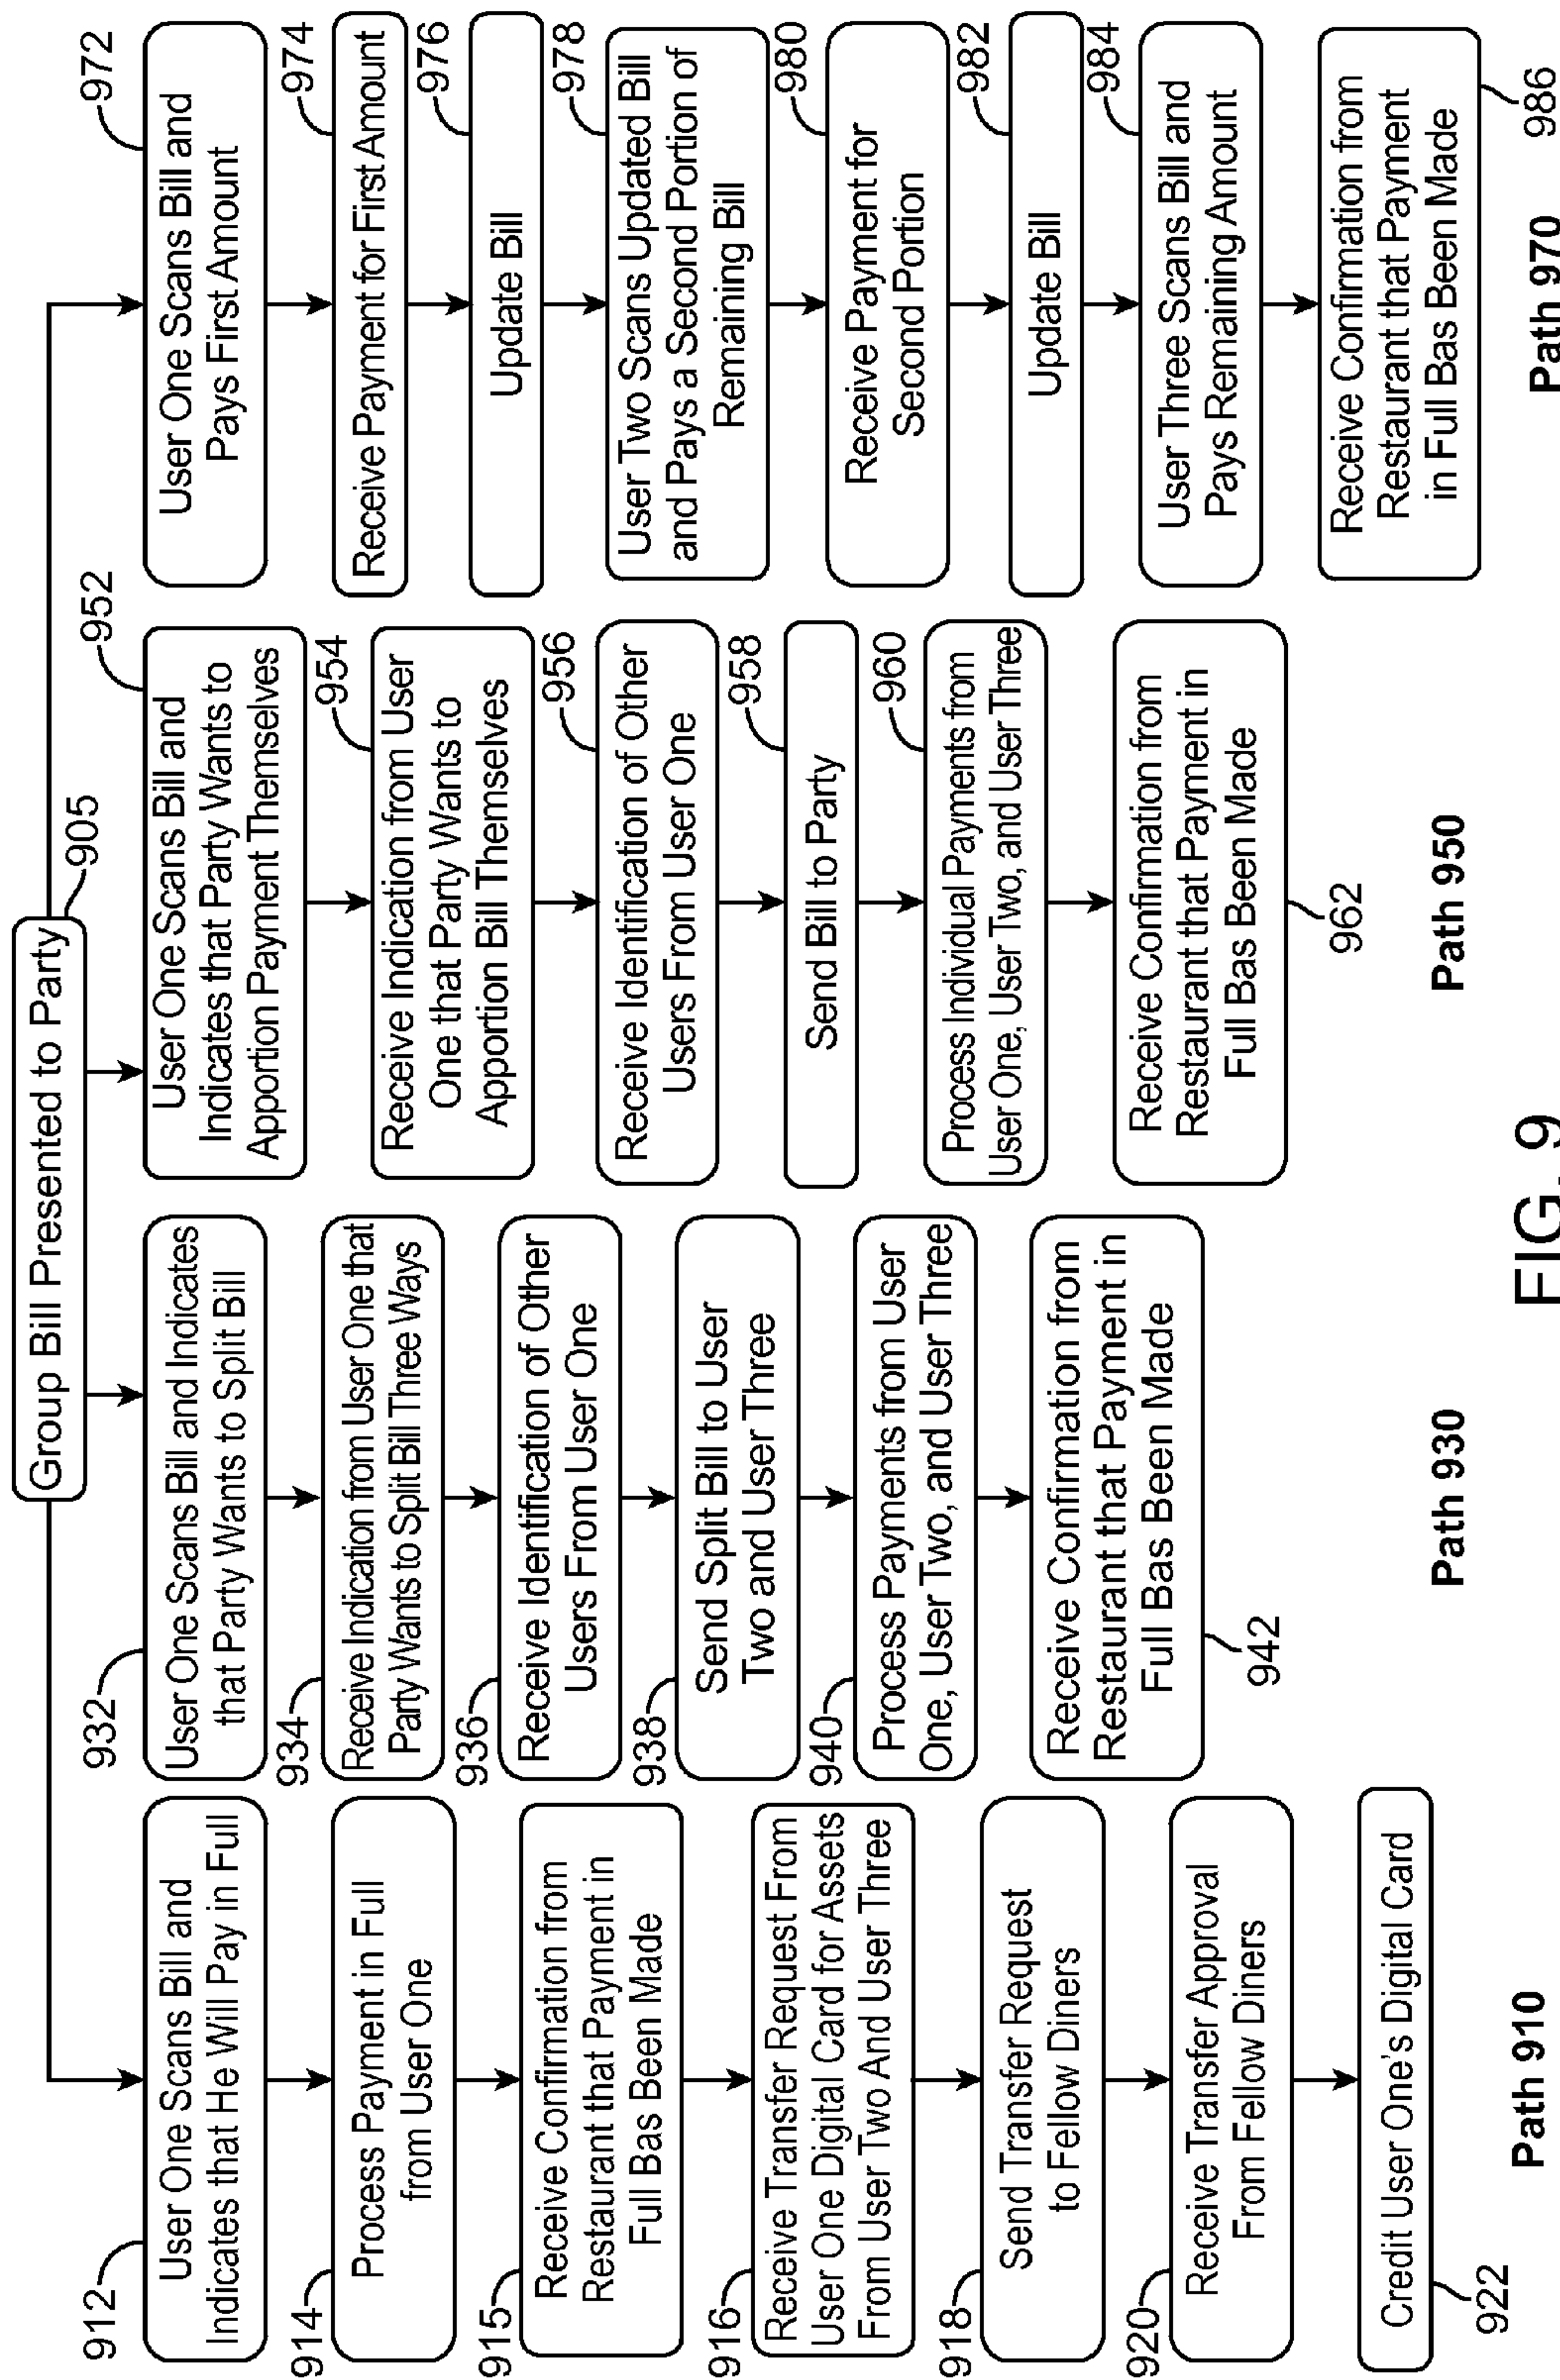 Group Bill Presented to Party
905
912
User One Scans Bill and
Indicates that He Will Pay in Full
914
Process Payment in Full
from User One
915
Receive Confirmation from
Restaurant that Payment in
Full Bas Been Made
916
Receive Transfer Request From
User One Digital Card for Assets
From User Two And User Three
918
Send Transfer Request
to Fellow Diners
920
Receive Transfer Approval
From Fellow Diners
Credit User One's Digital Card
922
Path 910
932
User One Scans Bill and Indicates
that Party Wants to Split Bill
934
Receive Indication from User One that
Party Wants to Split Bill Three Ways
936
Receive Identification of Other
Users From User One
938
Send Split Bill to User
Two and User Three
940
Process Payments from User
One, User Two, and User Three
Receive Confirmation from
Restaurant that Payment in
Full Bas Been Made
942
Path 930
952
User One Scans Bill and
Indicates that Party Wants to
Apportion Payment Themselves
954
Receive Indication from User
One that Party Wants to
Apportion Bill Themselves
956
Receive Identification of Other
Users From User One
958
Send Bill to Party
960
Process Individual Payments from
User One, User Two, and User Three
Receive Confirmation from
Restaurant that Payment in
Full Bas Been Made
962
Path 950
972
User One Scans Bill and
Pays First Amount
974
Receive Payment for First Amount
976
Update Bill
978
User Two Scans Updated Bill
and Pays a Second Portion of
Remaining Bill
980
Receive Payment for
Second Portion
982
Update Bill
984
User Three Scans Bill and
Pays Remaining Amount
Receive Confirmation from
Restaurant that Payment
in Full Bas Been Made
986
Path 970
FIG. 9